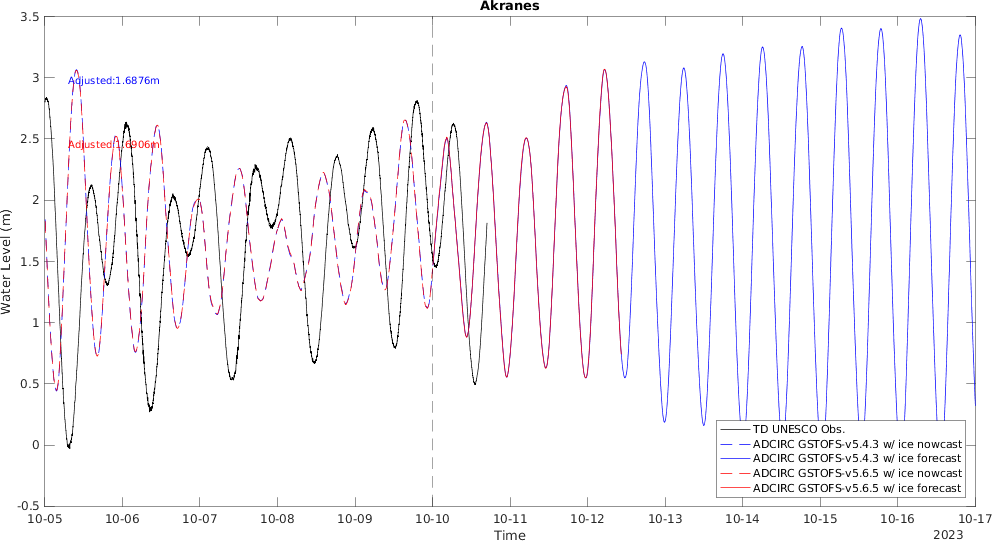 Akranes
3.5
3
2.5
2
1.5
1
0.5
0
-0.5
Water Level (m)
Adjusted:1.6876m
Adjusted:1.6906m
TD UNESCO Obs.
ADCIRC GSTOFS-v5.4.3 w/ ice nowcast
ADCIRC GSTOFS-v5.4.3 w/ ice forecast
ADCIRC GSTOFS-v5.6.5 w/ ice nowcast
ADCIRC GSTOFS-v5.6.5 w/ ice forecast
10-05 10-06 10-07 10-08 10-09 10-10 10-11 10-12 10-13 10-14 10-15 10-16 10-17
Time
2023